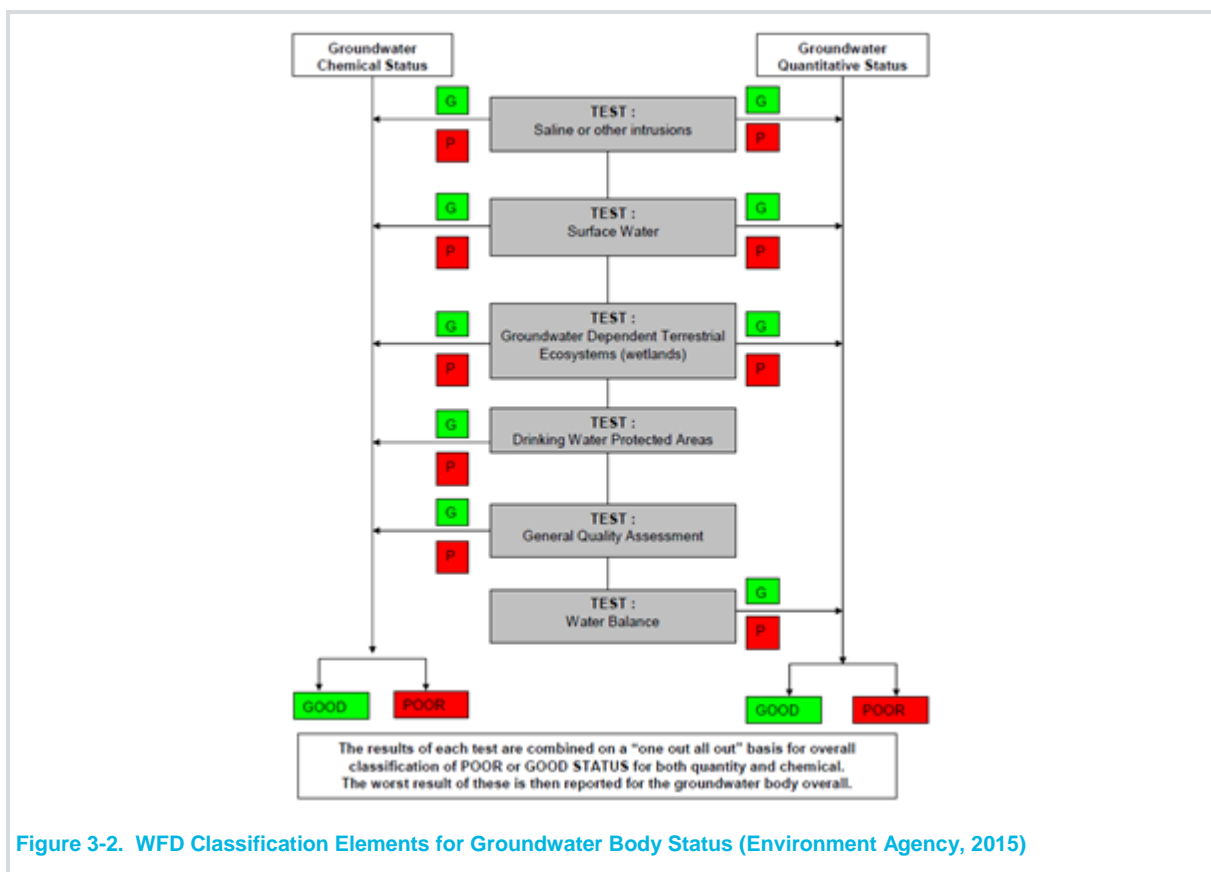 Groundwater
Chemical Status
Groundwater
Quantitative Status
G
G
TEST :
Saline or other intrusions
P
P
G
G
TEST :
Surface Water
P
P
G
G
TEST :
Groundwater Dependent Terrestrial
Ecosystems (wetlands)
P
P
G
TEST :
Drinking Water Protected Areas
P
G
TEST :
General Quality Assessment
P
G
TEST :
Water Balance
P
GOOD
POOR
GOOD
POOR
The results of each test are combined on a “one out all out” basis for overall
classification of POOR or GOOD STATUS for both quantity and chemical.
The worst result of these is then reported for the groundwater body overall.
Figure 3-2. WFD Classification Elements for Groundwater Body Status (Environment Agency, 2015)